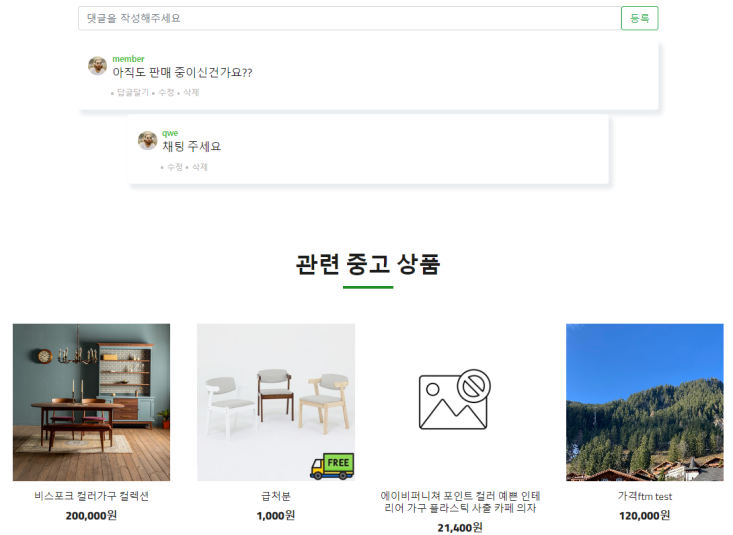 댓글을 작성해주세요
등록
member
아직도 판매 중이신건가요??
• 답글달기 • 수정 • 삭제
qwe
채팅 주세요
• 수정 • 삭제
관련 중고 상품
FREE
비스포크 컬러가구 컬렉션
200,000원
급처분
1,000원
에이비퍼니쳐 포인트 컬러 예쁜 인테
리어 가구 플라스틱 사출 카페 의자
21,400원
가격ftm test
120,000원